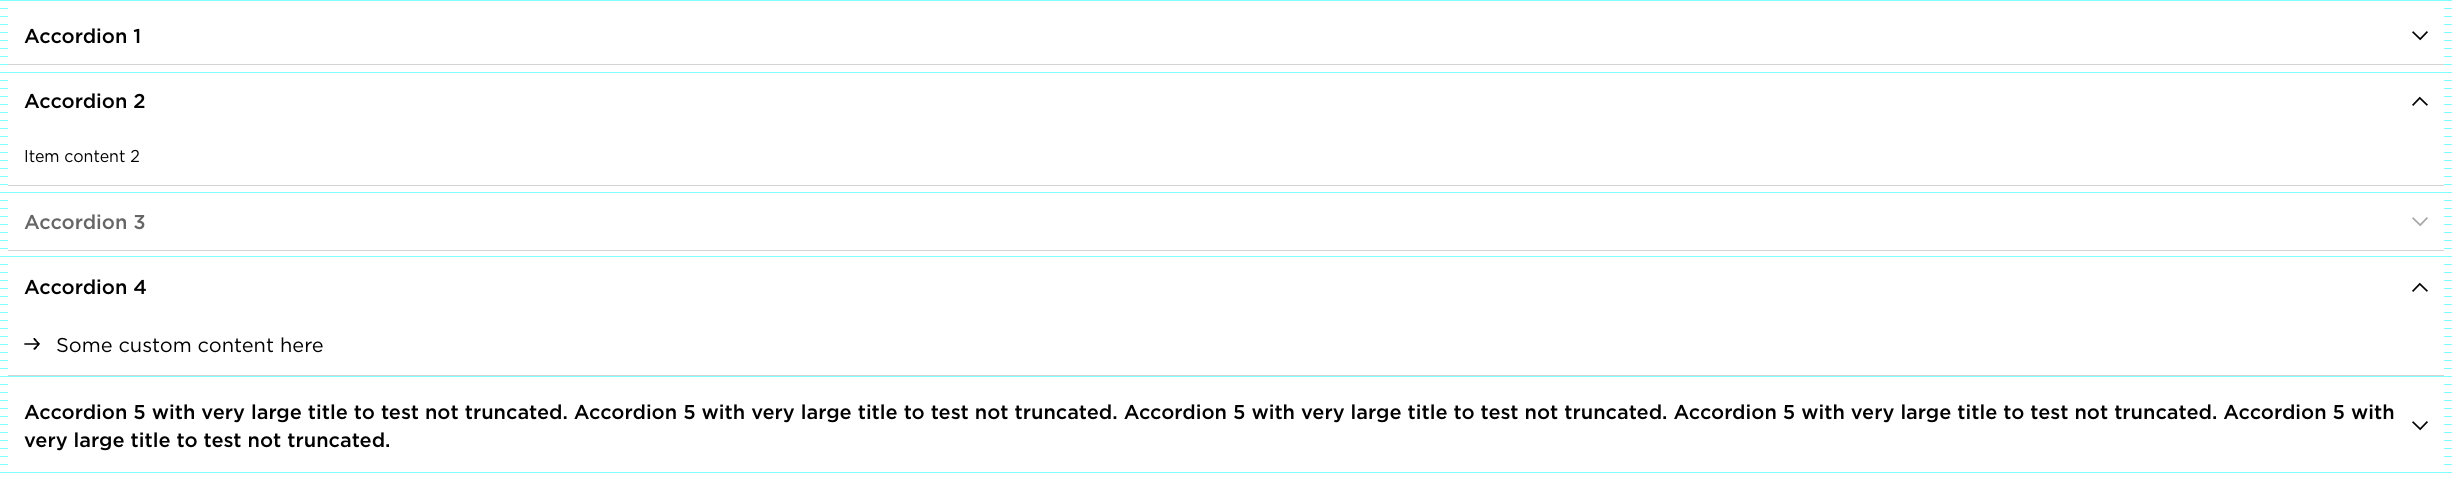 Accordion 1
Accordion 2
Item content 2
Accordion 3
Accordion 4
Some custom content here
Accordion 5 with very large title to test not truncated. Accordion 5 with very large title to test not truncated. Accordion 5 with very large title to test not truncated. Accordion 5 with very large title to test not truncated. Accordion 5 with
very large title to test not truncated.